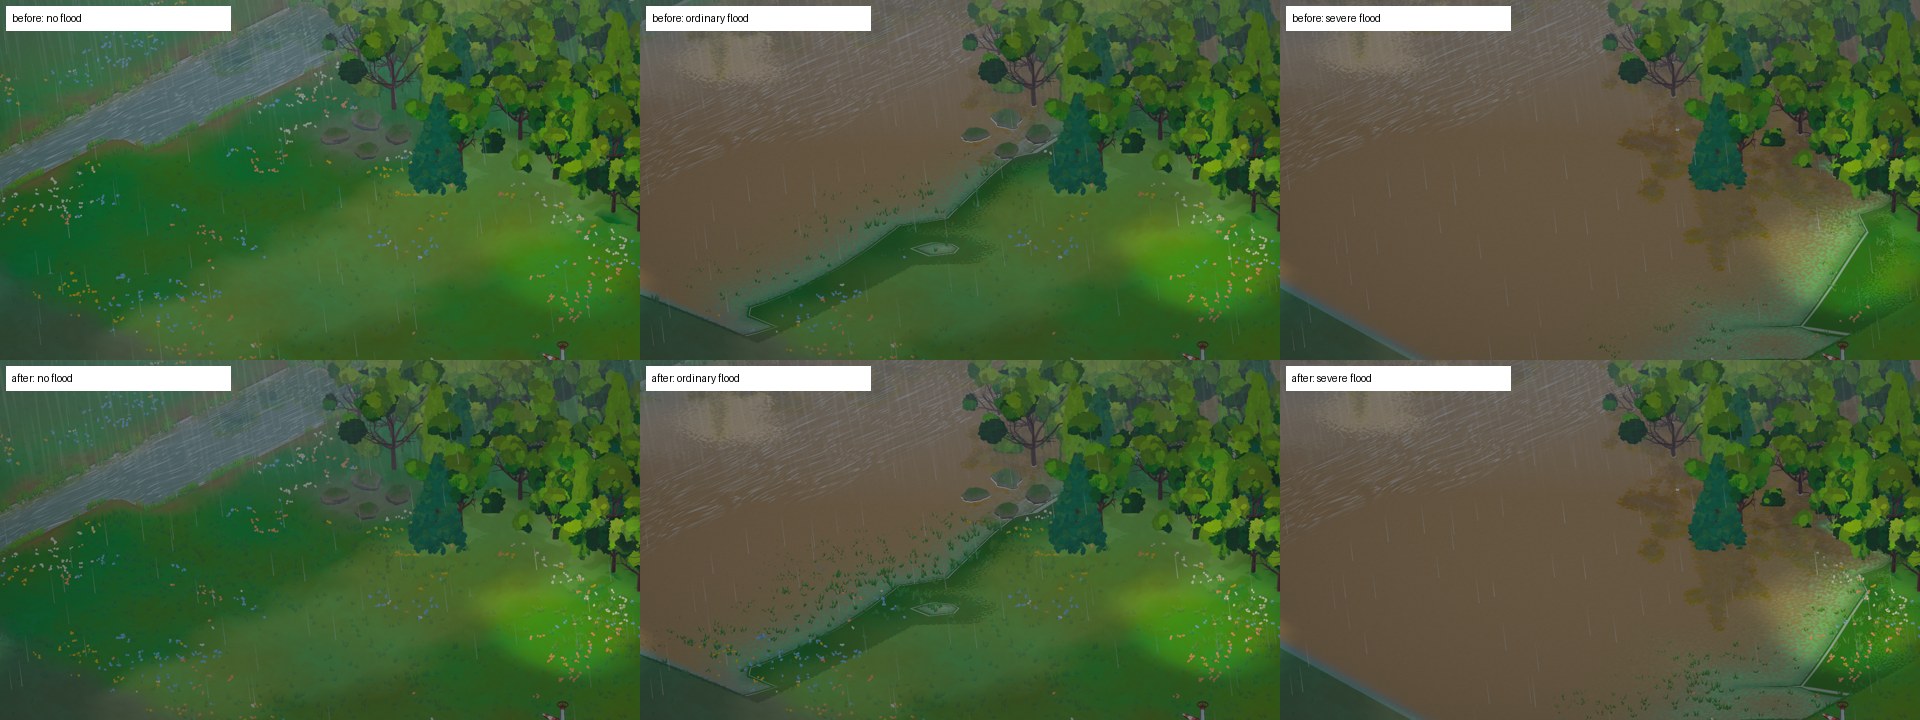 before: no flood
before: ordinary flood
before: severe flood
after: no flood
after: ordinary flood
after: severe flood